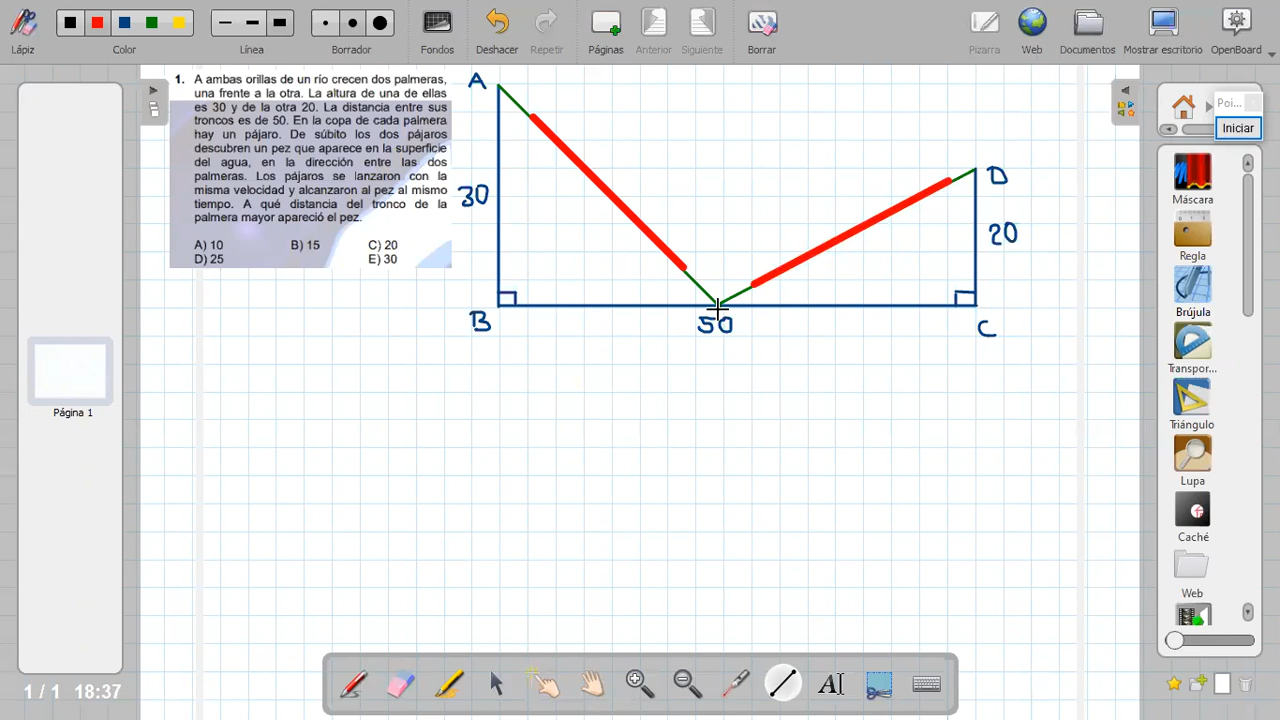 Lápiz
Color
Línea
Borrador
Fondos
Deshacer
Repetir
Páginas
Anterior
Siguiente
Borrar
Pizarra
Web
Documentos
Mostrar escritorio
OpenBoard
1. A ambas orillas de un río crecen dos palmeras,
una frente a la otra. La altura de una de ellas
es 30 y de la otra 20. La distancia entre sus
troncos es de 50. En la copa de cada palmera
hay un pájaro. De súbito los dos pájaros
descubren un pez que aparece en la superficie
del agua, en la dirección entre las dos
palmeras. Los pájaros se lanzaron con la
misma velocidad y alcanzaron al pez al mismo
tiempo. A qué distancia del tronco de la
palmera mayor apareció el pez.
A) 10 B) 15 C) 20
D) 25 E) 30
A
30
B
50
C
D
20
Poi...
Iniciar
Máscara
Regla
Brújula
Transpor...
Triángulo
Lupa
Caché
Web
Página 1
1 / 1 18:37